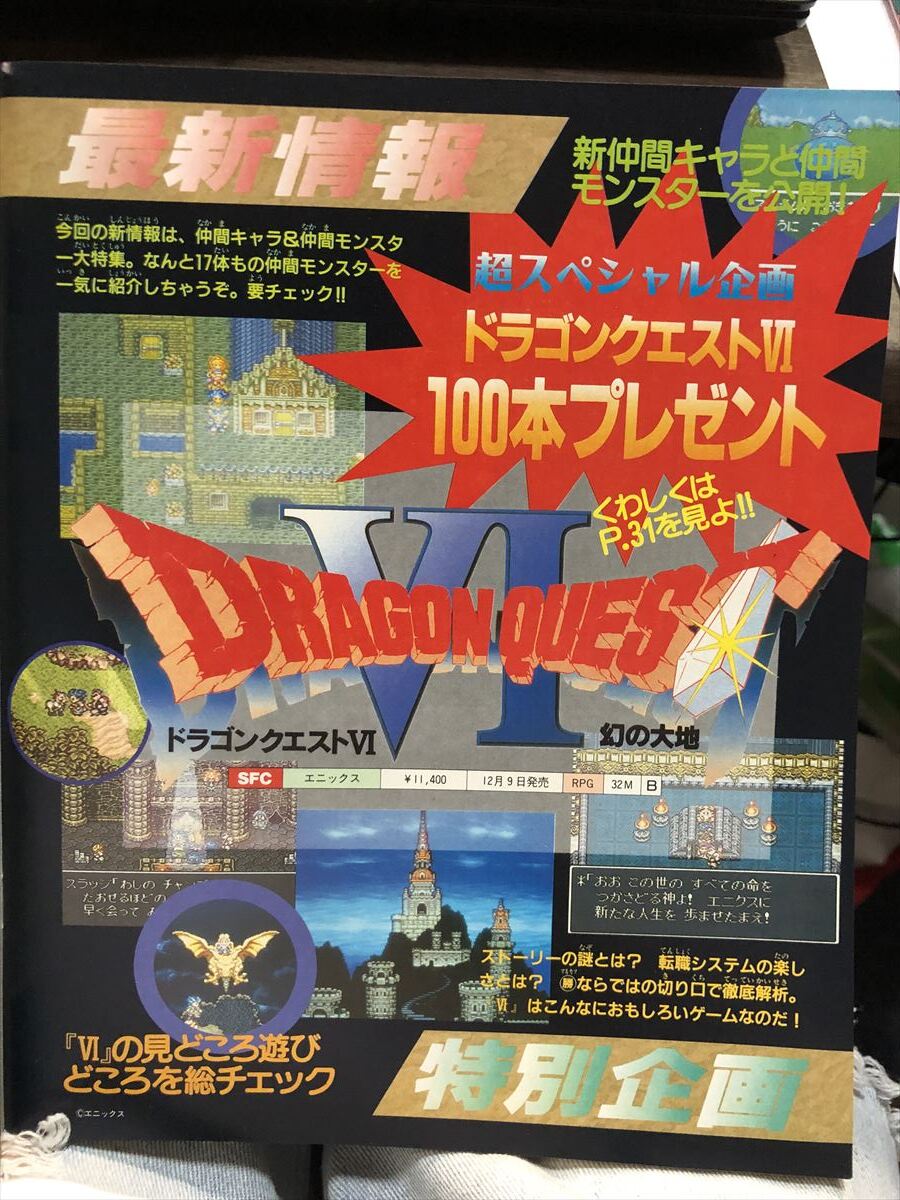 最新情報
新仲間キャラと仲間
モンスターを公開!
今回の新情報は、仲間キャラ&仲間モンスタ
ー大特集。なんと17体もの仲間モンスターを
一気に紹介しちゃうぞ。要チェック!!
超スペシャル企画
ドラゴンクエストVI
100本プレゼント
くわしくは
P.31を見よ!!
VI
DRAGON QUEST
ドラゴンクエストVI
幻の大地
SFC エニックス ¥11,400 12月9日発売 RPG 32M B
スラッジ「わしの
たおせるほどの
早く会って
*「おお この世の すべての命を
つかさどる神よ! エニクスに
新たな人生を 歩ませたまえ!
ストーリーの謎とは? 転職システムの楽し
さとは? 勝ならではの切り口で徹底解析。
VI』はこんなにおもしろいゲームなのだ!
『VI』の見どころ遊び
どころを総チェック
特別企画
©エニックス